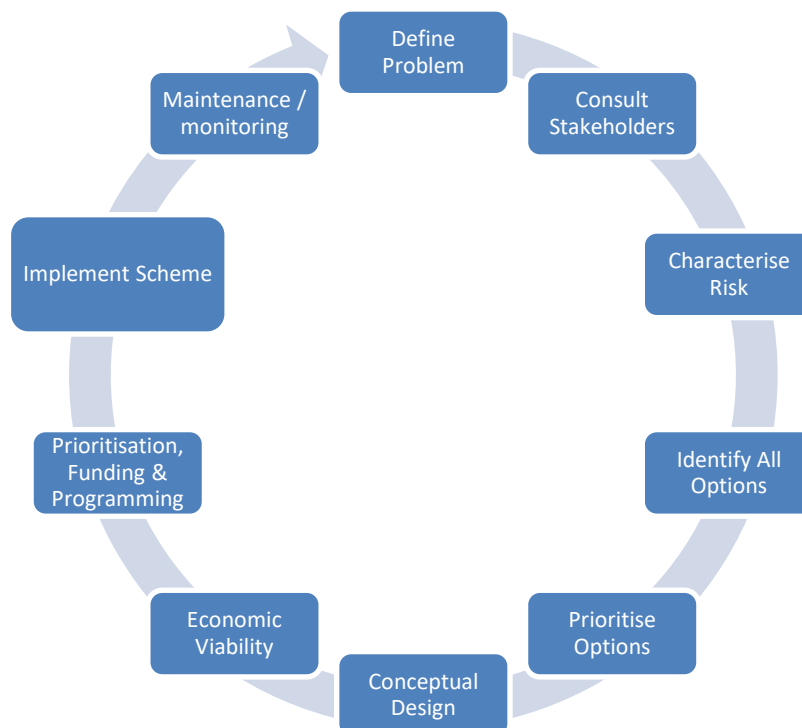 Define
Problem
Consult
Stakeholders
Characterise
Risk
Identify All
Options
Prioritise
Options
Conceptual
Design
Economic
Viability
Prioritisation,
Funding &
Programming
Implement Scheme
Maintenance /
monitoring